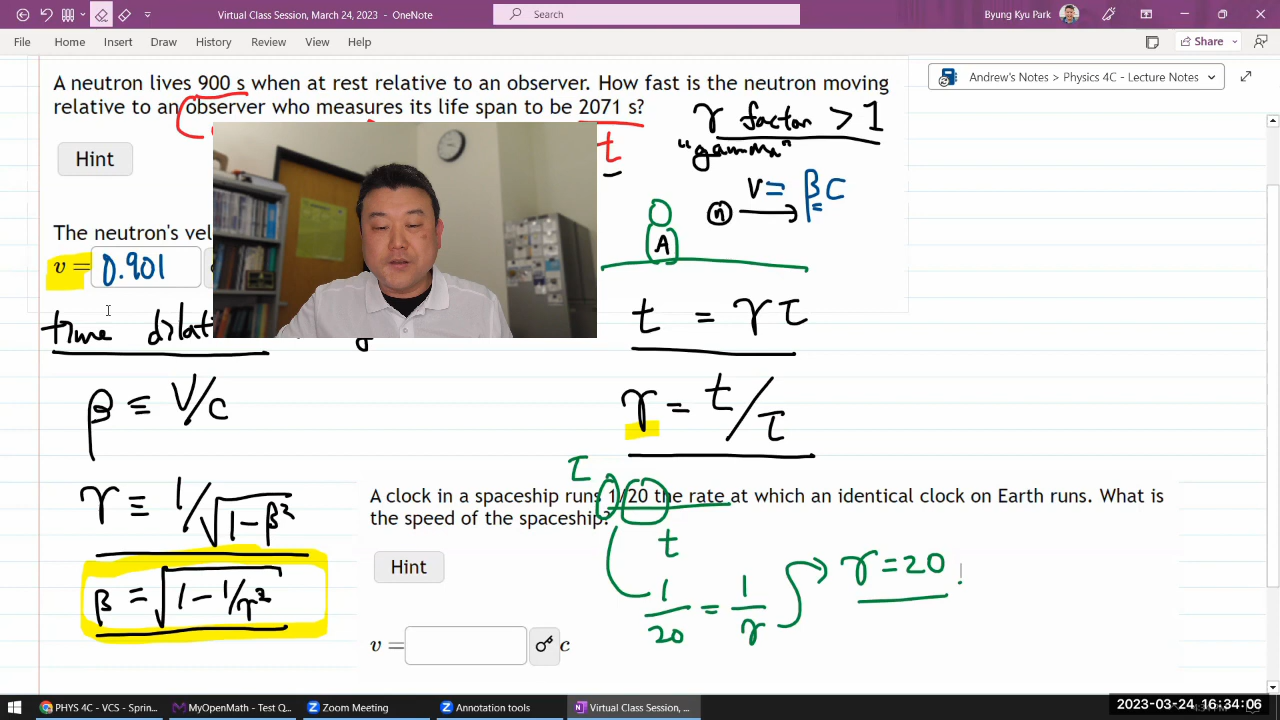 Virtual Class Session, March 24, 2023 - OneNote
Search
Byung Kyu Park
File Home Insert Draw History Review View Help
Share
Andrew's Notes > Physics 4C - Lecture Notes
A neutron lives 900 s when at rest relative to an observer. How fast is the neutron moving
relative to an observer who measures its life span to be 2071 s?
Hint
t
γ factor > 1
"gamma"
n
v = βc
A
The neutron's vel
v = 0.901
time dilati
t = γτ
β ≡ v/c
γ = t/τ
γ ≡ 1/√1-β²
β = √1-1/γ²
τ
A clock in a spaceship runs 1/20 the rate at which an identical clock on Earth runs. What is
the speed of the spaceship?
t
Hint
1/20 = 1/γ
γ = 20
v = c
PHYS 4C - VCS - Sprin...
MyOpenMath - Test Q...
Zoom Meeting
Annotation tools
Virtual Class Session, ...
2023-03-24 16:34:06